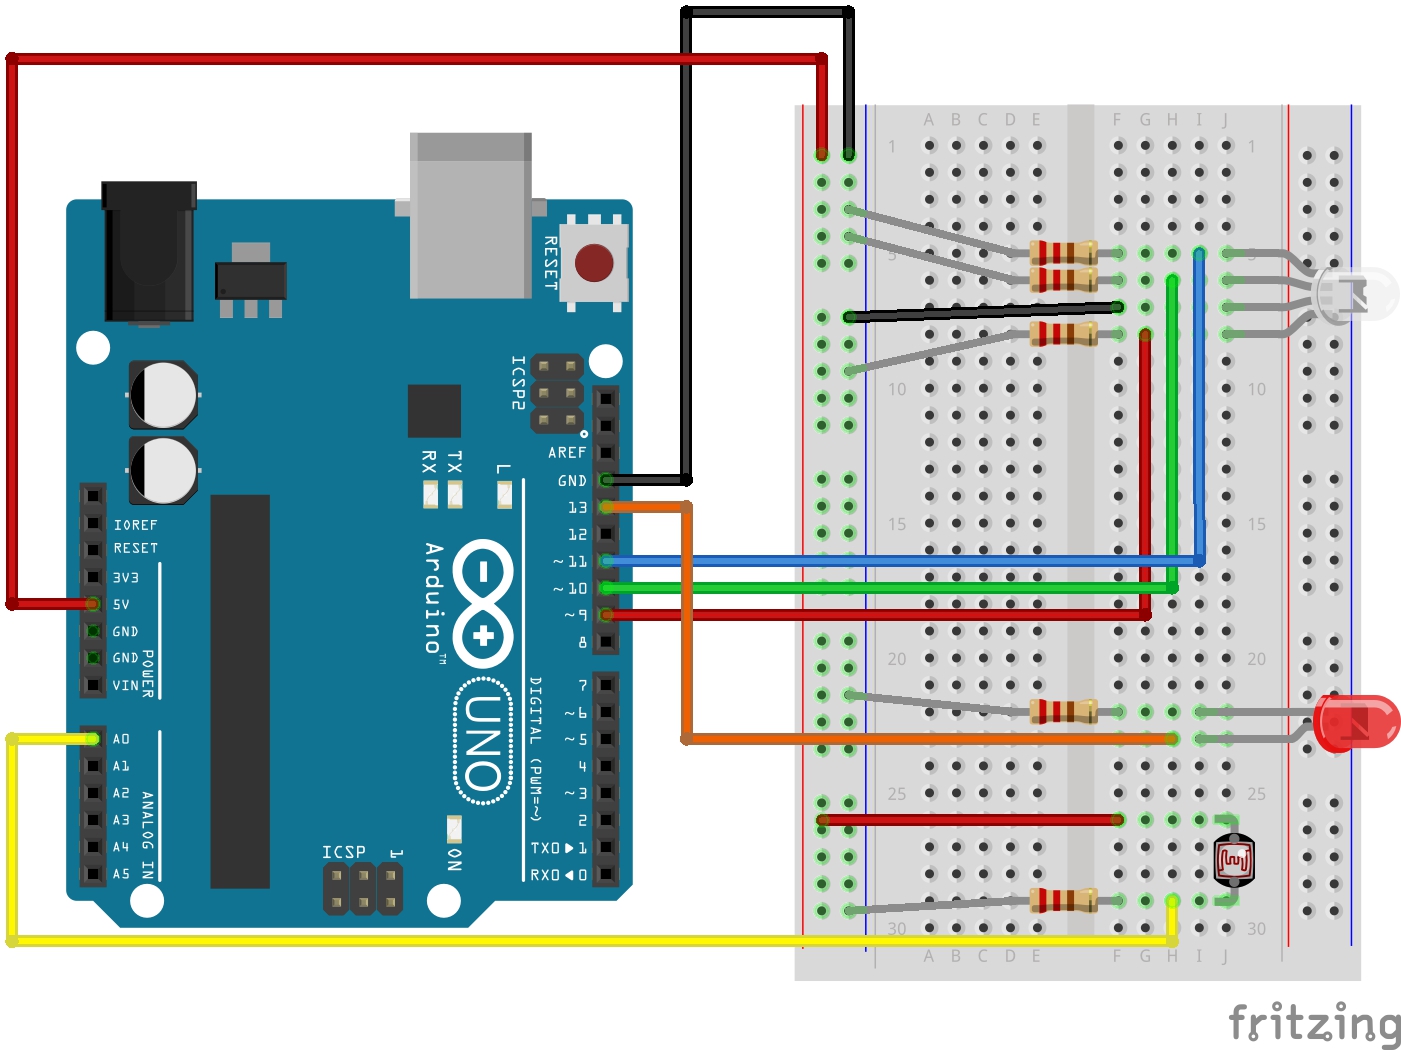 A B C D E F G H I J
1 1
5 5
10 10
15 15
20 20
25 25
30 30
A B C D E F G H I J
RESET
ICSP2
AREF
GND
13
12
~11
~10
~9
8
7
~6
~5
4
~3
2
TX0▶1
RX0◀0
DIGITAL (PWM=~)
RX
TX
L
Arduino™
UNO
ON
ICSP
1
IOREF
RESET
3V3
5V
GND
GND
VIN
POWER
A0
A1
A2
A3
A4
A5
ANALOG IN
fritzing